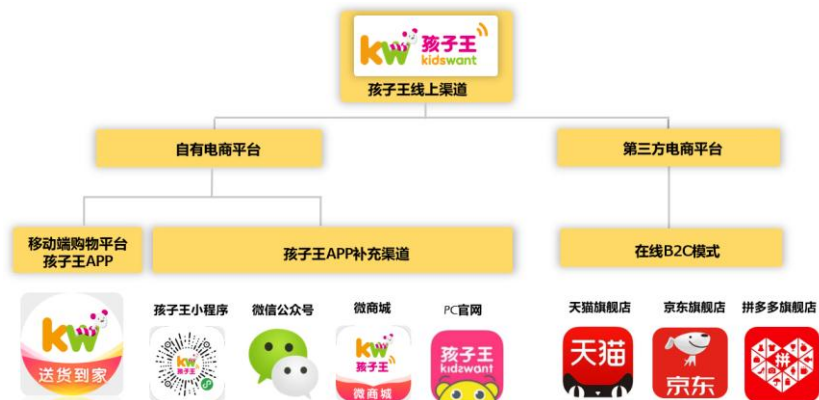 kw 孩子王
kidswant
孩子王线上渠道
自有电商平台
第三方电商平台
移动端购物平台
孩子王APP
孩子王APP补充渠道
在线B2C模式
孩子王小程序
微信公众号
微商城
PC官网
天猫旗舰店
京东旗舰店
拼多多旗舰店
kw
送货到家
kw
孩子王
kw
孩子王
微商城
孩子王
kidswant
天猫
京东
拼